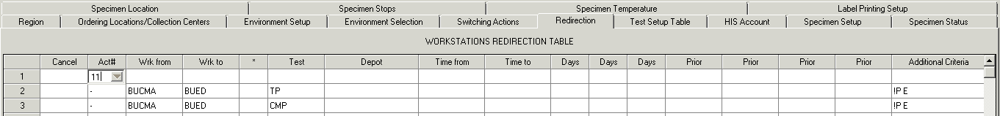 Specimen Location Specimen Stops Specimen Temperature Label Printing Setup
Region Ordering Locations/Collection Centers Environment Setup Environment Selection Switching Actions Redirection Test Setup Table HIS Account Specimen Setup Specimen Status
WORKSTATIONS REDIRECTION TABLE
Cancel Act# Wrk from Wrk to * Test Depot Time from Time to Days Days Days Prior Prior Prior Prior Additional Criteria
1 11
2 - BUCMA BUED TP !P E
3 - BUCMA BUED CMP !P E